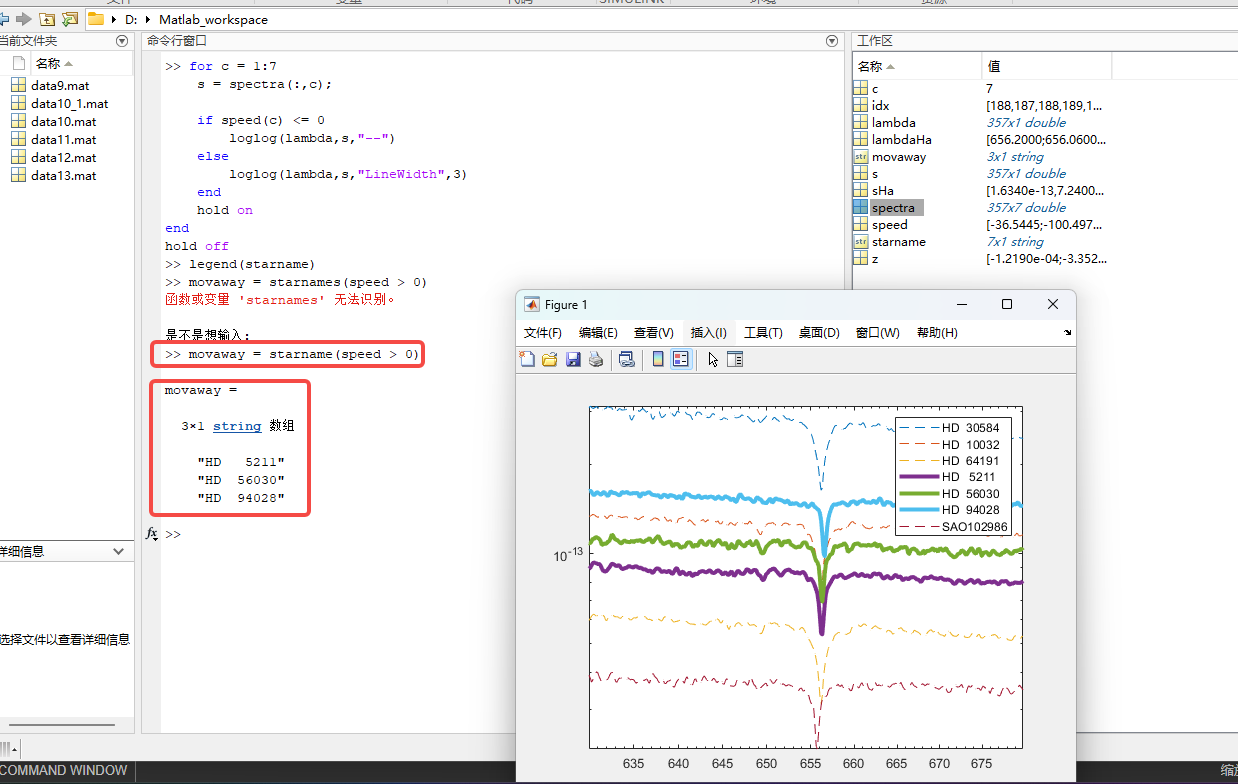 SIMULINK
D: ▸ Matlab_workspace
当前文件夹
名称
data9.mat
data10_1.mat
data10.mat
data11.mat
data12.mat
data13.mat
详细信息
选择文件以查看详细信息
命令行窗口
>> for c = 1:7
s = spectra(:,c);
if speed(c) <= 0
loglog(lambda,s,"--")
else
loglog(lambda,s,"LineWidth",3)
end
hold on
end
hold off
>> legend(starname)
>> movaway = starnames(speed > 0)
函数或变量 'starnames' 无法识别。
是不是想输入:
>> movaway = starname(speed > 0)
movaway =
3×1 string 数组
"HD   5211"
"HD  56030"
"HD  94028"
fx >>
工作区
名称 值
c 7
idx [188,187,188,189,1...
lambda 357x1 double
lambdaHa [656.2000;656.0600...
str movaway 3x1 string
s 357x1 double
sHa [1.6340e-13,7.2400...
spectra 357x7 double
speed [-36.5445;-100.497...
str starname 7x1 string
z [-1.2190e-04;-3.352...
Figure 1
文件(F) 编辑(E) 查看(V) 插入(I) 工具(T) 桌面(D) 窗口(W) 帮助(H)
HD  30584
HD  10032
HD  64191
HD   5211
HD  56030
HD  94028
SAO102986
10-13
635 640 645 650 655 660 665 670 675
COMMAND WINDOW